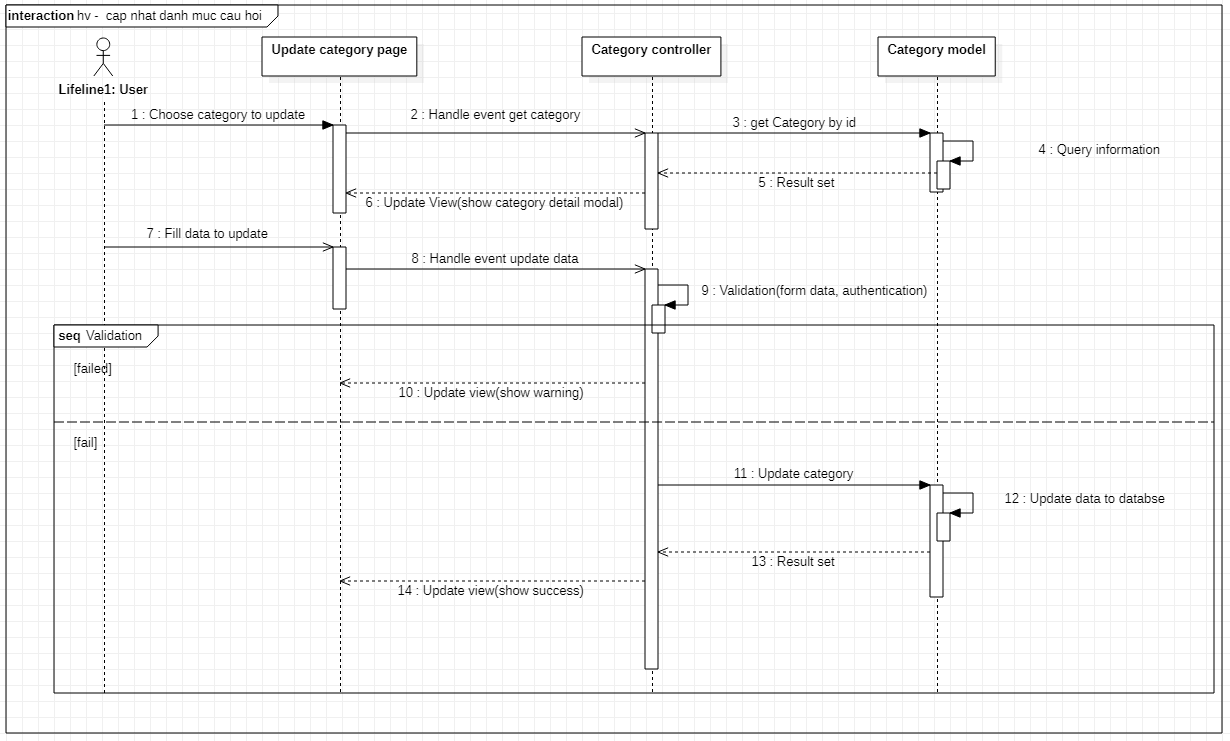 interaction hv - cap nhat danh muc cau hoi
Update category page
Category controller
Category model
Lifeline1: User
1 : Choose category to update
2 : Handle event get category
3 : get Category by id
4 : Query information
5 : Result set
6 : Update View(show category detail modal)
7 : Fill data to update
8 : Handle event update data
9 : Validation(form data, authentication)
seq Validation
[failed]
10 : Update view(show warning)
[fail]
11 : Update category
12 : Update data to databse
13 : Result set
14 : Update view(show success)